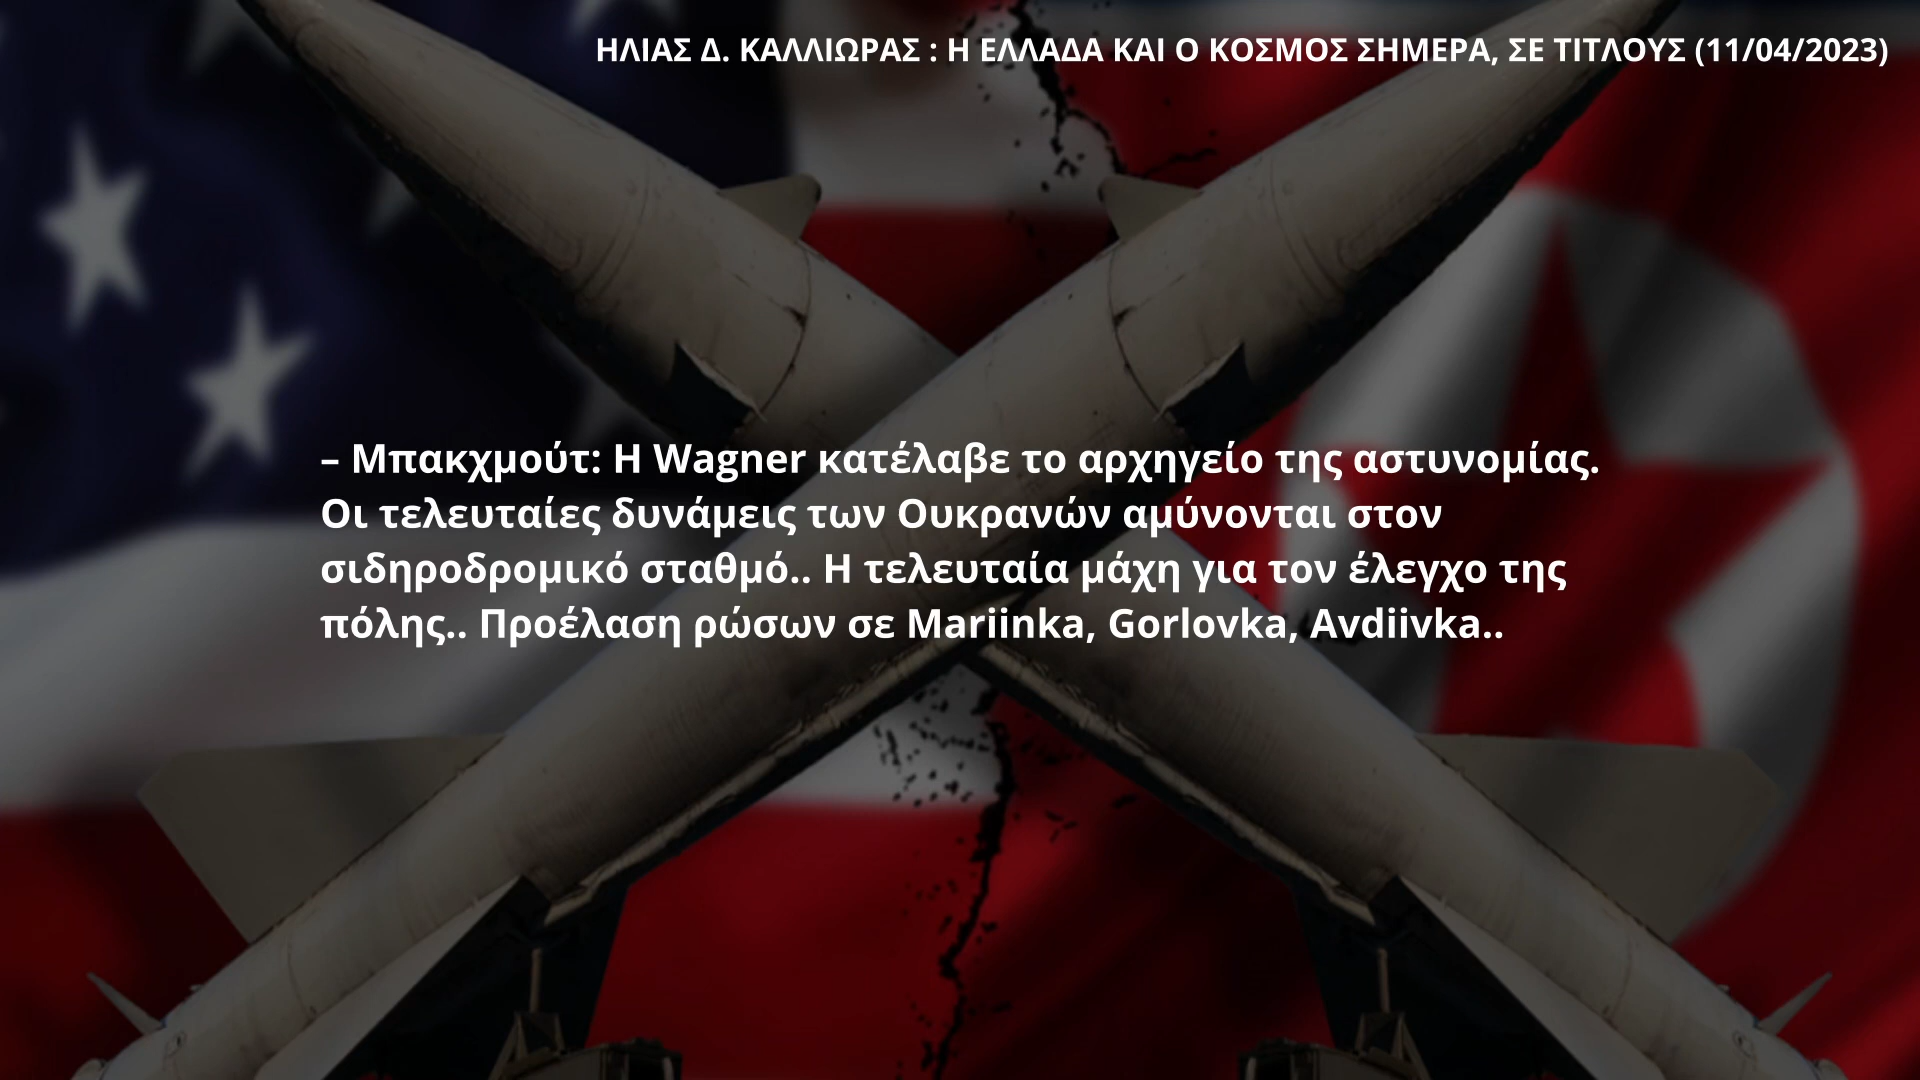 ΗΛΙΑΣ Δ. ΚΑΛΛΙΩΡΑΣ : Η ΕΛΛΑΔΑ ΚΑΙ Ο ΚΟΣΜΟΣ ΣΗΜΕΡΑ, ΣΕ ΤΙΤΛΟΥΣ (11/04/2023)
– Μπακχμούτ: Η Wagner κατέλαβε το αρχηγείο της αστυνομίας.
Οι τελευταίες δυνάμεις των Ουκρανών αμύνονται στον
σιδηροδρομικό σταθμό.. Η τελευταία μάχη για τον έλεγχο της
πόλης.. Προέλαση ρώσων σε Mariinka, Gorlovka, Avdiivka..